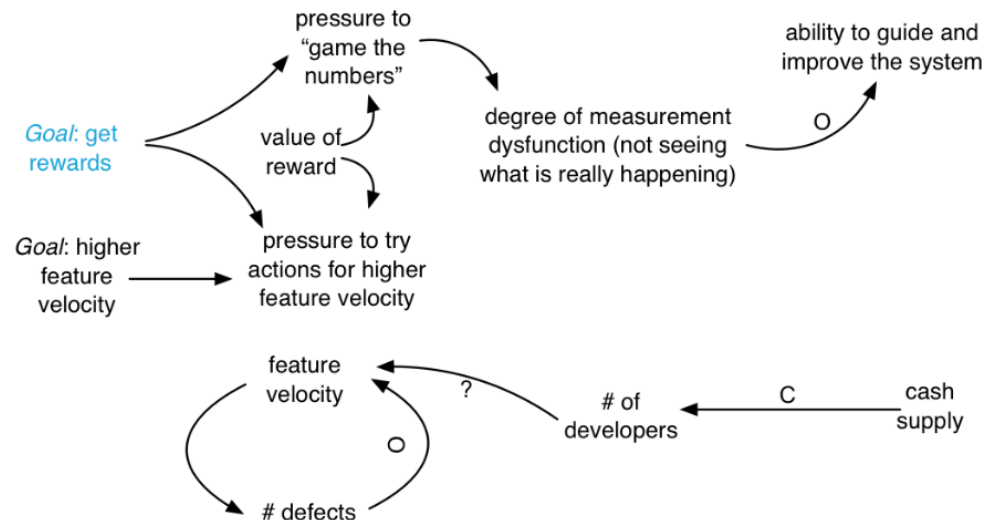 pressure to
“game the
numbers”
ability to guide and
improve the system
Goal: get
rewards
value of
reward
degree of measurement
dysfunction (not seeing
what is really happening)
O
Goal: higher
feature
velocity
pressure to try
actions for higher
feature velocity
feature
velocity
?
# of
developers
C
cash
supply
O
# defects